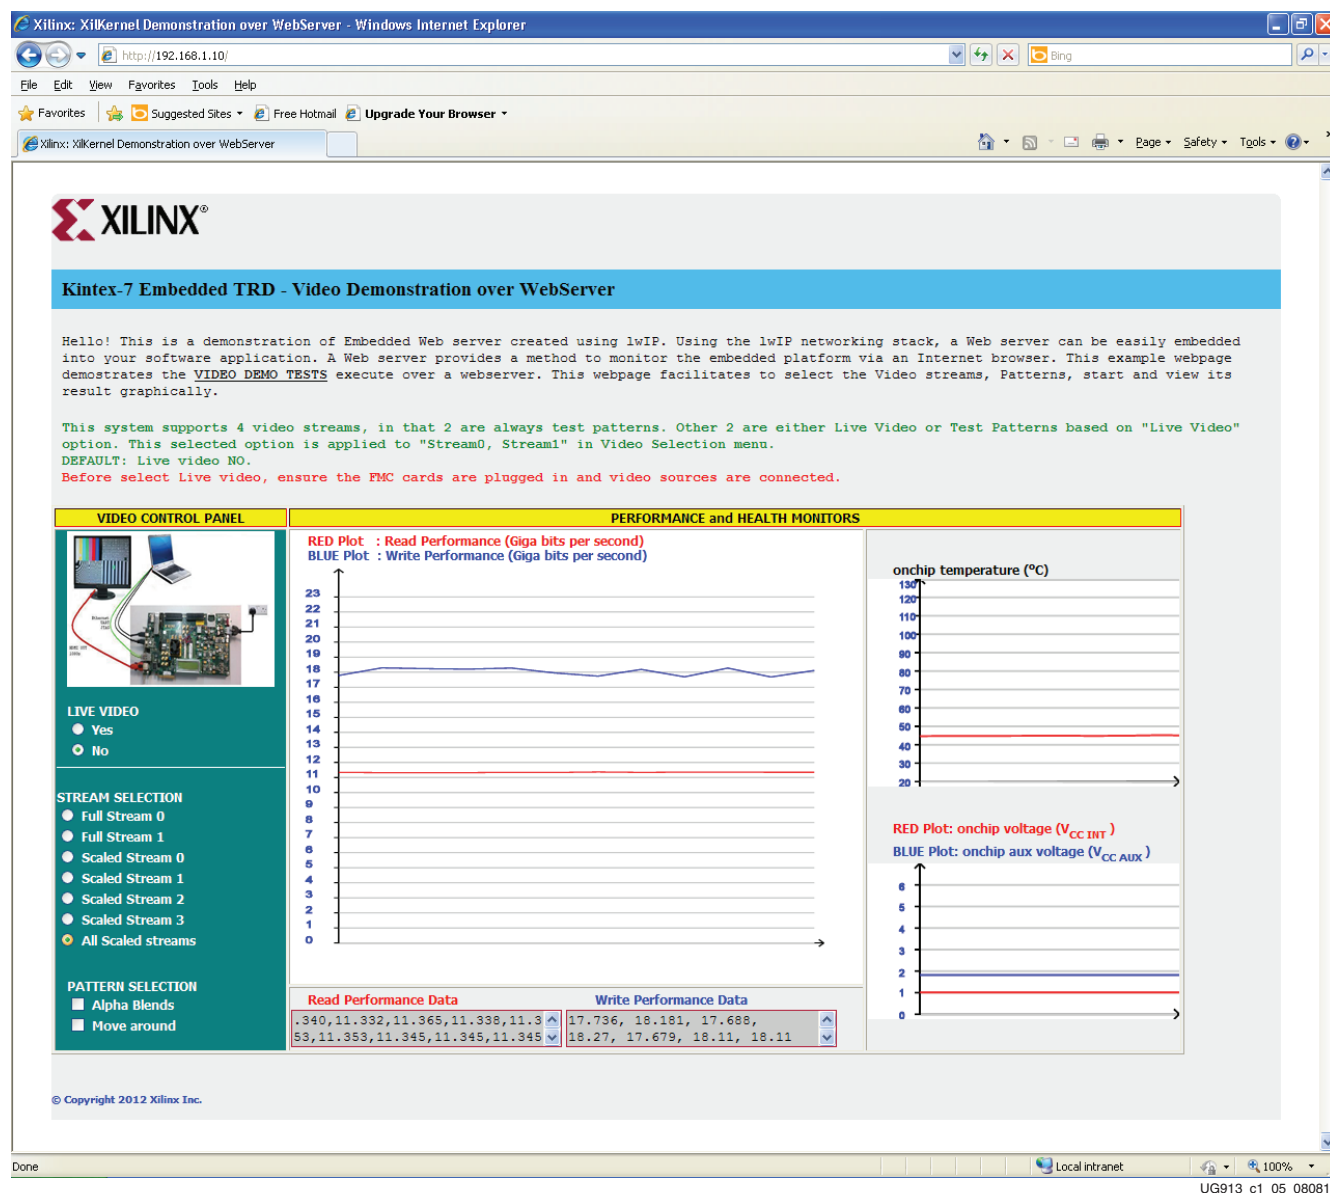 Xilinx: XilKernel Demonstration over WebServer - Windows Internet Explorer
http://192.168.1.10/
Bing
File Edit View Favorites Tools Help
Favorites Suggested Sites Free Hotmail Upgrade Your Browser
Xilinx: XilKernel Demonstration over WebServer
Page Safety Tools
XILINX®
Kintex-7 Embedded TRD - Video Demonstration over WebServer
Hello! This is a demonstration of Embedded Web server created using lwIP. Using the lwIP networking stack, a Web server can be easily embedded
into your software application. A Web server provides a method to monitor the embedded platform via an Internet browser. This example webpage
demostrates the VIDEO DEMO TESTS execute over a webserver. This webpage facilitates to select the Video streams, Patterns, start and view its
result graphically.
This system supports 4 video streams, in that 2 are always test patterns. Other 2 are either Live Video or Test Patterns based on "Live Video"
option. This selected option is applied to "Stream0, Stream1" in Video Selection menu.
DEFAULT: Live video NO.
Before select Live video, ensure the FMC cards are plugged in and video sources are connected.
VIDEO CONTROL PANEL
LIVE VIDEO
Yes
No
STREAM SELECTION
Full Stream 0
Full Stream 1
Scaled Stream 0
Scaled Stream 1
Scaled Stream 2
Scaled Stream 3
All Scaled streams
PATTERN SELECTION
Alpha Blends
Move around
PERFORMANCE and HEALTH MONITORS
RED Plot : Read Performance (Giga bits per second)
BLUE Plot : Write Performance (Giga bits per second)
23
22
21
20
19
18
17
16
15
14
13
12
11
10
9
8
7
6
5
4
3
2
1
0
Read Performance Data
.340,11.332,11.365,11.338,11.3
53,11.353,11.345,11.345,11.345
Write Performance Data
17.736, 18.181, 17.688,
18.27, 17.679, 18.11, 18.11
onchip temperature (°C)
130
120
110
100
90
80
70
60
50
40
30
20
RED Plot: onchip voltage (VCC INT )
BLUE Plot: onchip aux voltage (VCC AUX )
6
5
4
3
2
1
0
© Copyright 2012 Xilinx Inc.
Done
Local intranet
100%
UG913_c1_05_08081